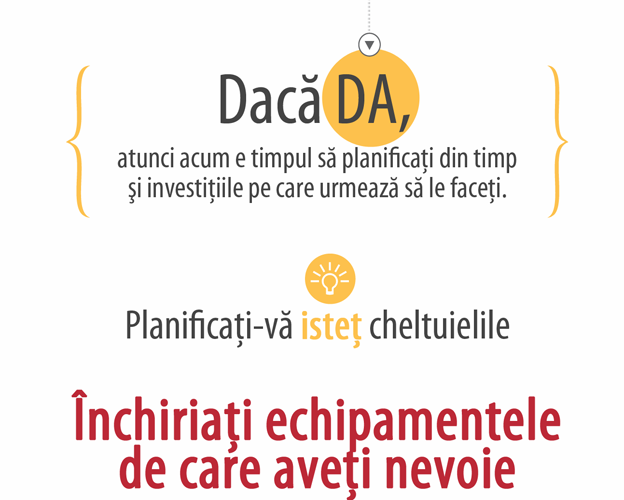 Dacă DA,
atunci acum e timpul să planificați din timp
şi investițiile pe care urmează să le faceți.
Planificați-vă isteț cheltuielile
Închiriați echipamentele
de care aveți nevoie